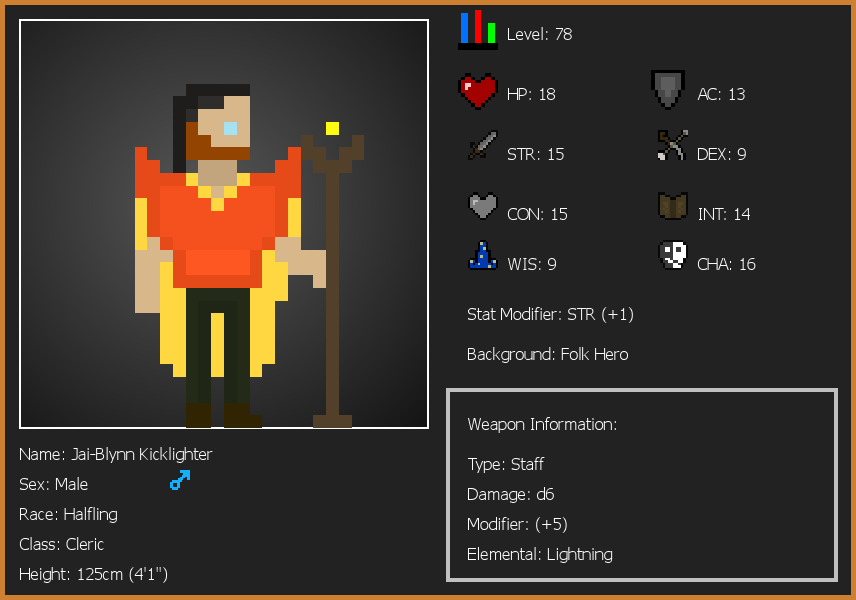 Level: 78
HP: 18
AC: 13
STR: 15
DEX: 9
CON: 15
INT: 14
WIS: 9
CHA: 16
Stat Modifier: STR (+1)
Background: Folk Hero
Weapon Information:
Type: Staff
Damage: d6
Modifier: (+5)
Elemental: Lightning
Name: Jai-Blynn Kicklighter
Sex: Male
Race: Halfling
Class: Cleric
Height: 125cm (4'1")